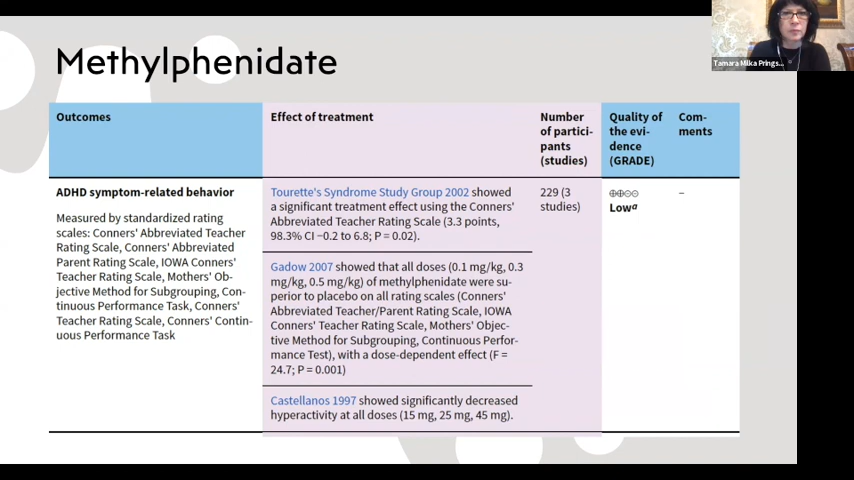 Methylphenidate
Tamara Milka Prings...
Outcomes
Effect of treatment
Number
of partici-
pants
(studies)
Quality of
the evi-
dence
(GRADE)
Com-
ments
ADHD symptom-related behavior
Measured by standardized rating
scales: Conners' Abbreviated Teacher
Rating Scale, Conners' Abbreviated
Parent Rating Scale, IOWA Conners'
Teacher Rating Scale, Mothers' Ob-
jective Method for Subgrouping, Con-
tinuous Performance Task, Conners'
Teacher Rating Scale, Conners' Contin-
uous Performance Task
Tourette's Syndrome Study Group 2002 showed
a significant treatment effect using the Conners'
Abbreviated Teacher Rating Scale (3.3 points,
98.3% CI −0.2 to 6.8; P = 0.02).
Gadow 2007 showed that all doses (0.1 mg/kg, 0.3
mg/kg, 0.5 mg/kg) of methylphenidate were su-
perior to placebo on all rating scales (Conners'
Abbreviated Teacher/Parent Rating Scale, IOWA
Conners' Teacher Rating Scale, Mothers' Objec-
tive Method for Subgrouping, Continuous Perfor-
mance Test), with a dose-dependent effect (F =
24.7; P = 0.001)
Castellanos 1997 showed significantly decreased
hyperactivity at all doses (15 mg, 25 mg, 45 mg).
229 (3
studies)
⊕⊕⊝⊝
Lowᵃ
–